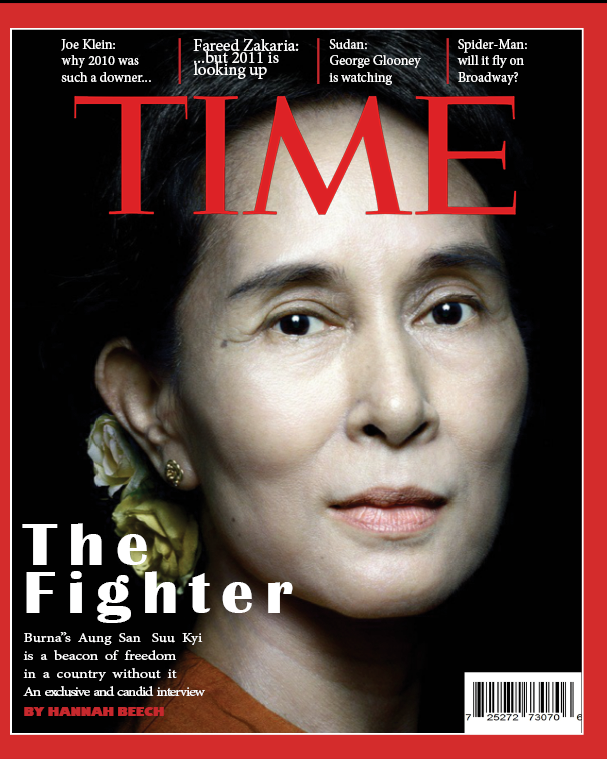 Joe Klein:
why 2010 was
such a downer...
Fareed Zakaria:
...but 2011 is
looking up
Sudan:
George Glooney
is watching
Spider-Man:
will it fly on
Broadway?
TIME
The
Fighter
Burna"s Aung San Suu Kyi
is a beacon of freedom
in a country without it
An exclusive and candid interview
BY HANNAH BEECH
7 25272 73070 6